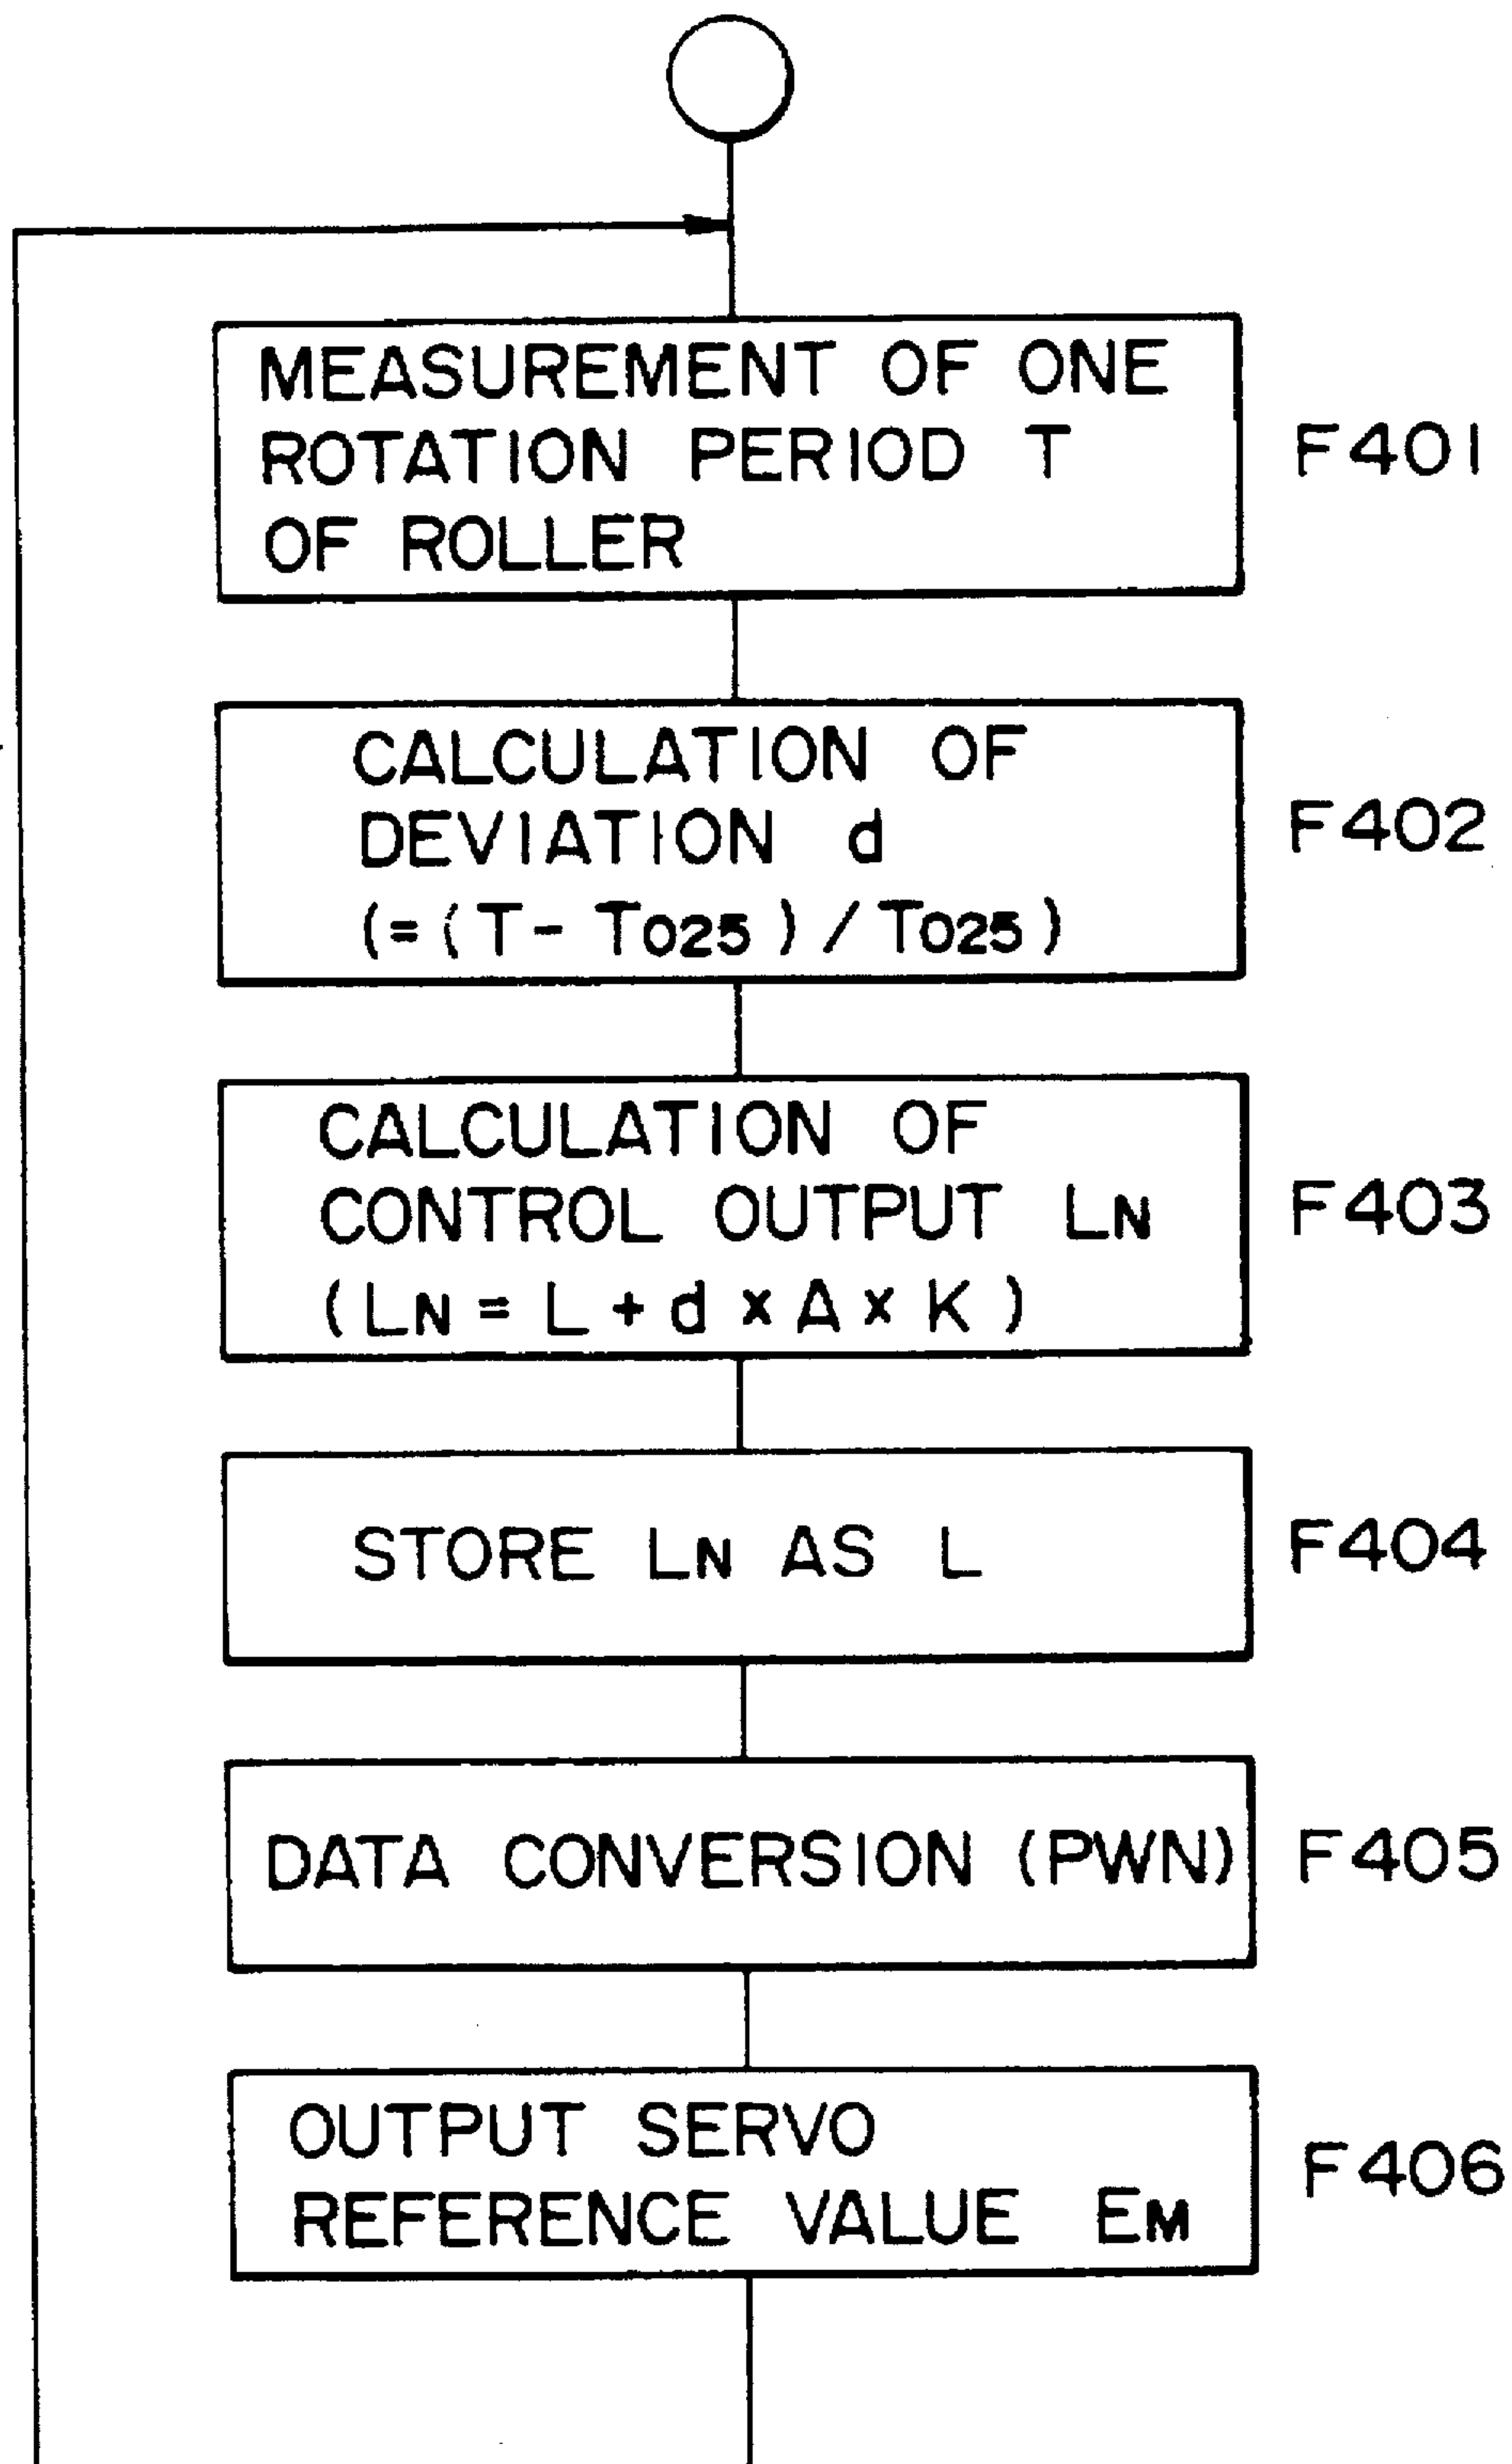 MEASUREMENT OF ONE
ROTATION PERIOD T
OF ROLLER
F401
CALCULATION OF
DEVIATION d
(=(T-T025)/T025)
F402
CALCULATION OF
CONTROL OUTPUT LN
(LN=L+d×A×K)
F403
STORE LN AS L
F404
DATA CONVERSION (PWN)
F405
OUTPUT SERVO
REFERENCE VALUE EM
F406